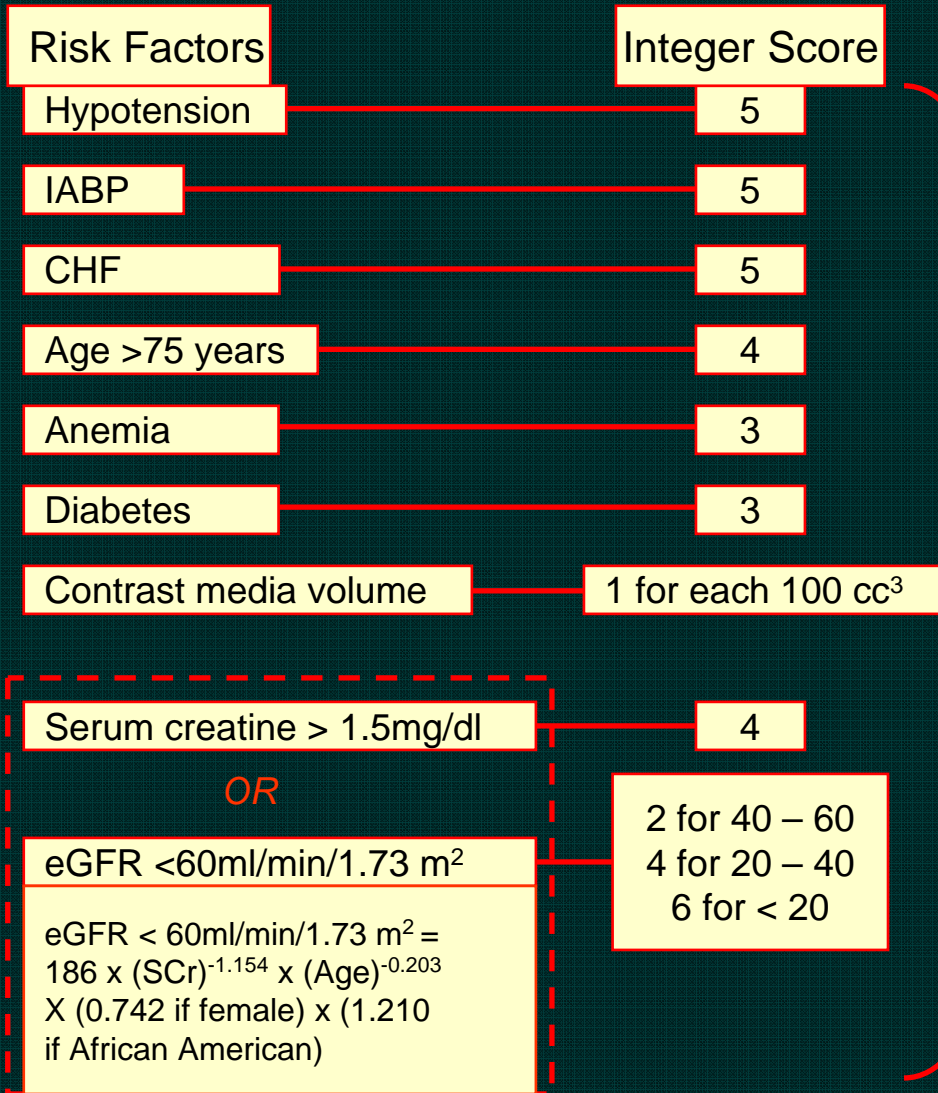 Risk Factors Integer Score
Hypotension 5
IABP 5
CHF 5
Age >75 years 4
Anemia 3
Diabetes 3
Contrast media volume 1 for each 100 cc³
Serum creatine > 1.5mg/dl 4
OR
eGFR <60ml/min/1.73 m²
2 for 40 – 60
4 for 20 – 40
6 for < 20
eGFR < 60ml/min/1.73 m² =
186 x (SCr)-1.154 x (Age)-0.203
X (0.742 if female) x (1.210
if African American)